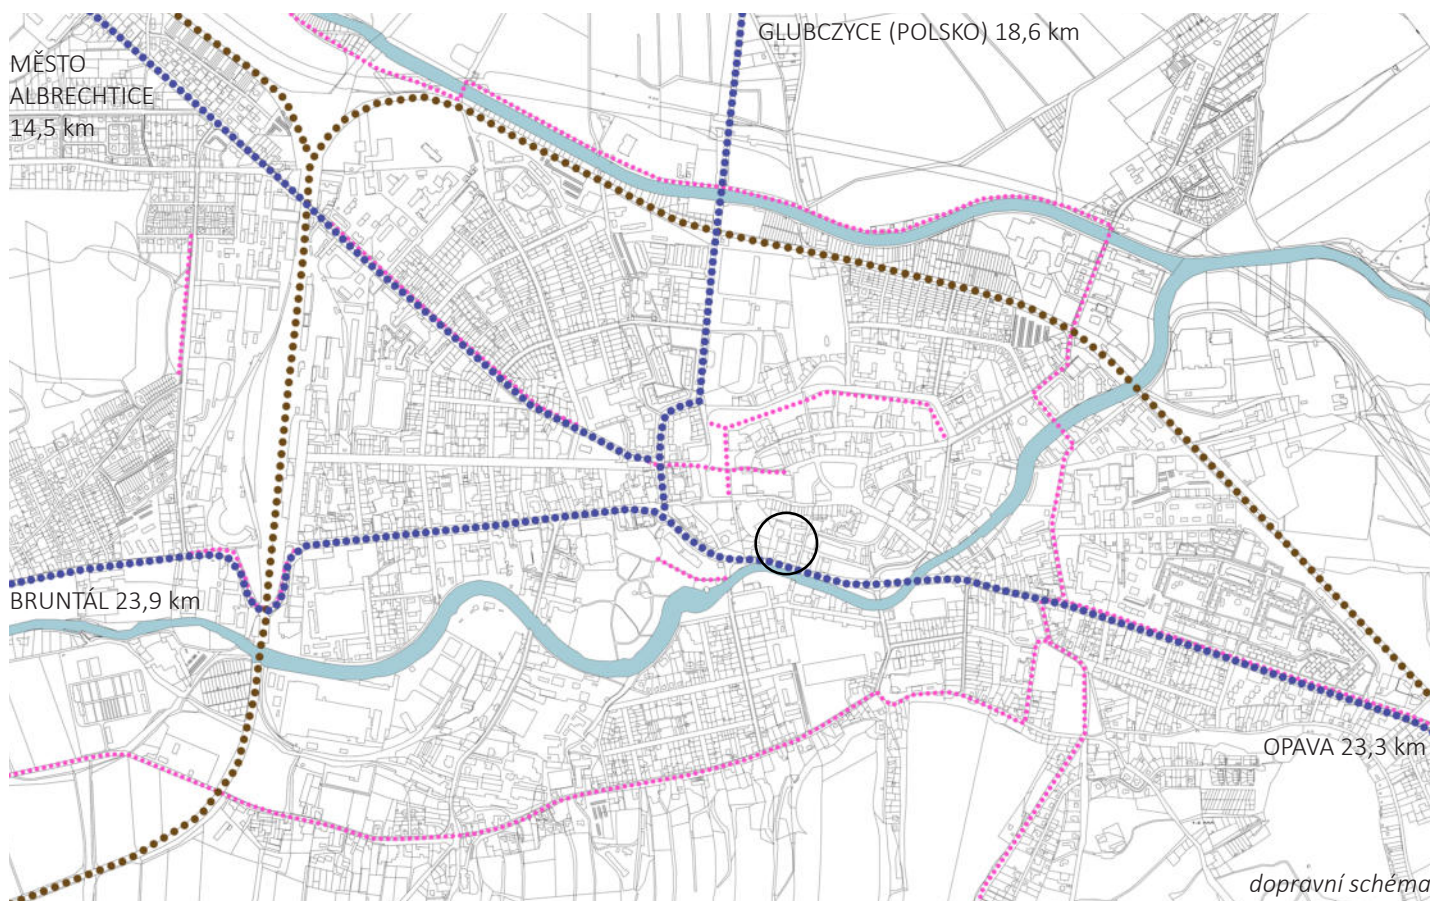 GLUBCZYCE (POLSKO) 18,6 km
MĚSTO
ALBRECHTICE
14,5 km
BRUNTÁL 23,9 km
OPAVA 23,3 km
dopravní schéma